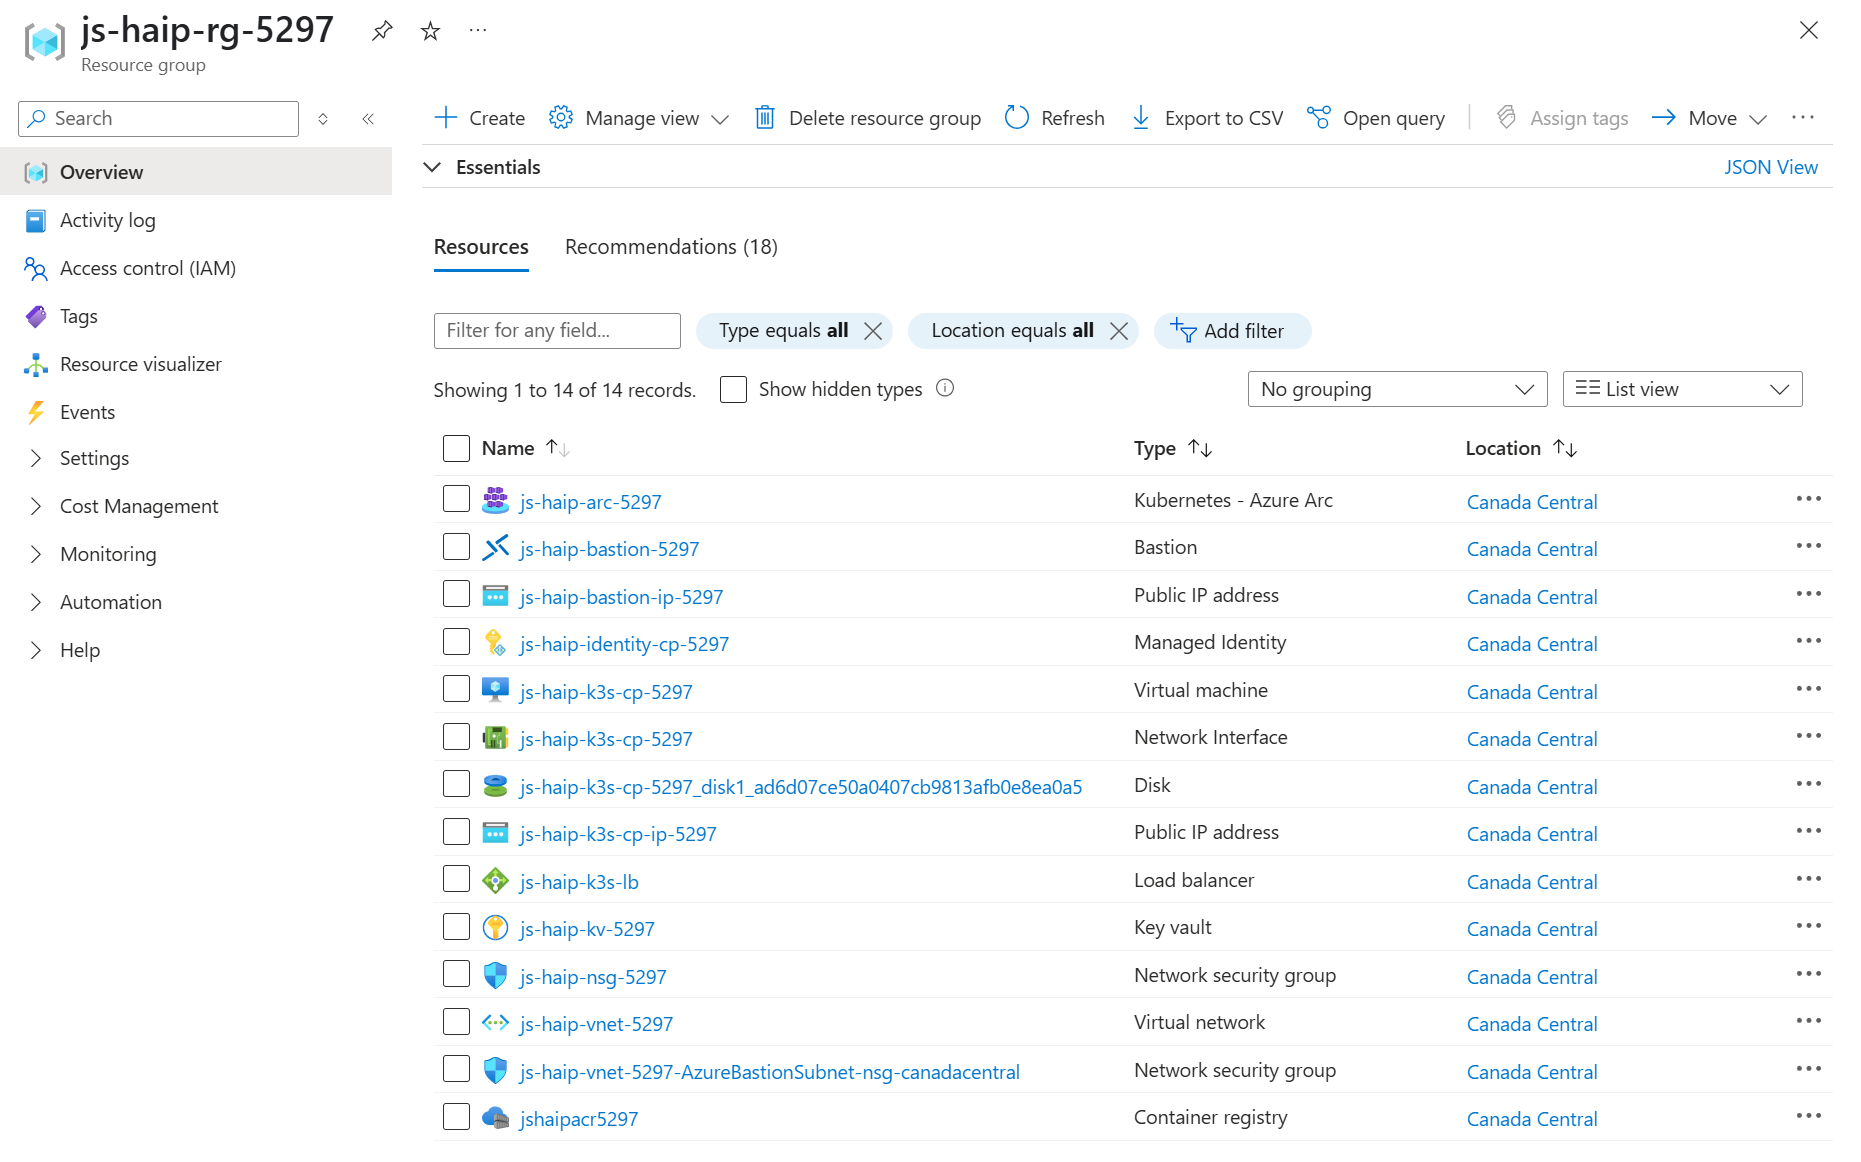 js-haip-rg-5297
Resource group
Search
Create
Manage view
Delete resource group
Refresh
Export to CSV
Open query
Assign tags
Move
Overview
Activity log
Access control (IAM)
Tags
Resource visualizer
Events
Settings
Cost Management
Monitoring
Automation
Help
Essentials
JSON View
Resources
Recommendations (18)
Filter for any field...
Type equals all
Location equals all
Add filter
Showing 1 to 14 of 14 records.
Show hidden types
No grouping
List view
Name Type Location
js-haip-arc-5297 Kubernetes - Azure Arc Canada Central
js-haip-bastion-5297 Bastion Canada Central
js-haip-bastion-ip-5297 Public IP address Canada Central
js-haip-identity-cp-5297 Managed Identity Canada Central
js-haip-k3s-cp-5297 Virtual machine Canada Central
js-haip-k3s-cp-5297 Network Interface Canada Central
js-haip-k3s-cp-5297_disk1_ad6d07ce50a0407cb9813afb0e8ea0a5 Disk Canada Central
js-haip-k3s-cp-ip-5297 Public IP address Canada Central
js-haip-k3s-lb Load balancer Canada Central
js-haip-kv-5297 Key vault Canada Central
js-haip-nsg-5297 Network security group Canada Central
js-haip-vnet-5297 Virtual network Canada Central
js-haip-vnet-5297-AzureBastionSubnet-nsg-canadacentral Network security group Canada Central
jshaipacr5297 Container registry Canada Central